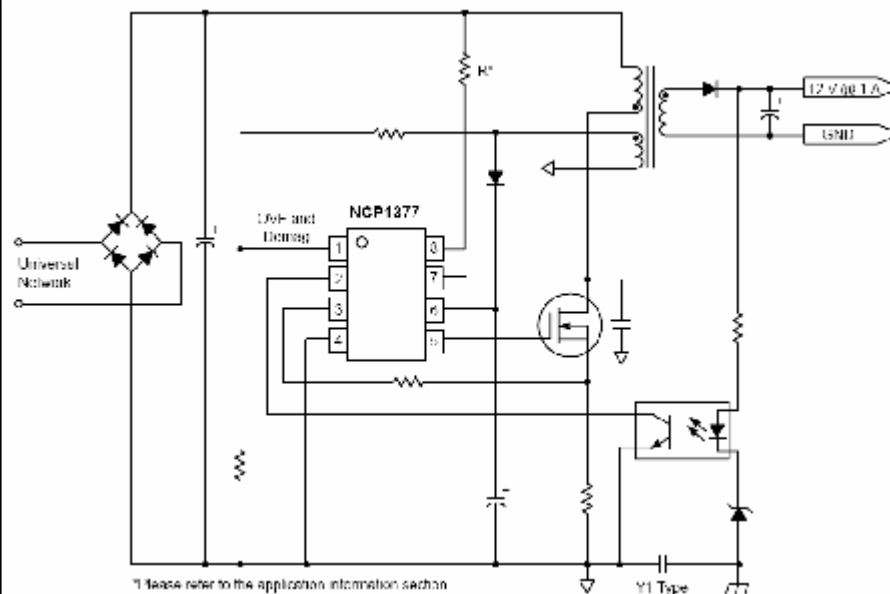 R*
12 V @ 1 A
GND
OVP and
Demag
NCP1377
1
8
2
7
3
6
4
5
Universal
Network
+
+
+
*Please refer to the application information section
Y1 Type